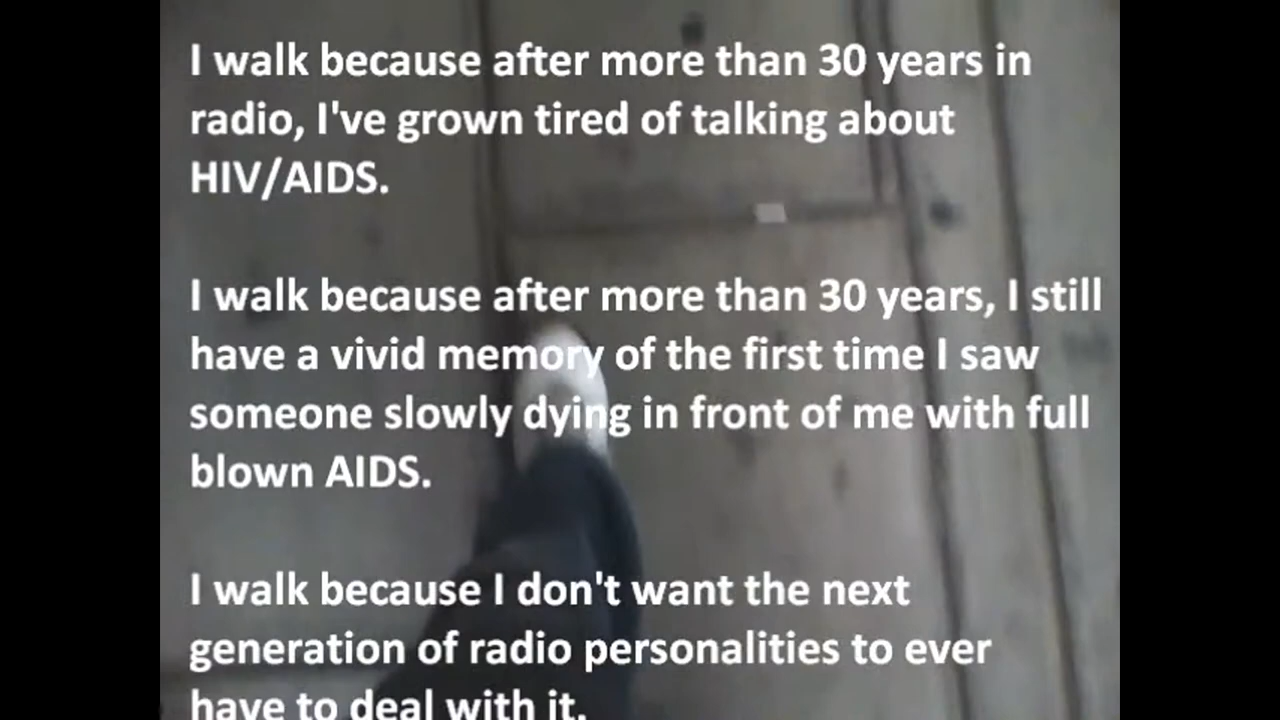 I walk because after more than 30 years in
radio, I've grown tired of talking about
HIV/AIDS.
I walk because after more than 30 years, I still
have a vivid memory of the first time I saw
someone slowly dying in front of me with full
blown AIDS.
I walk because I don't want the next
generation of radio personalities to ever
have to deal with it.